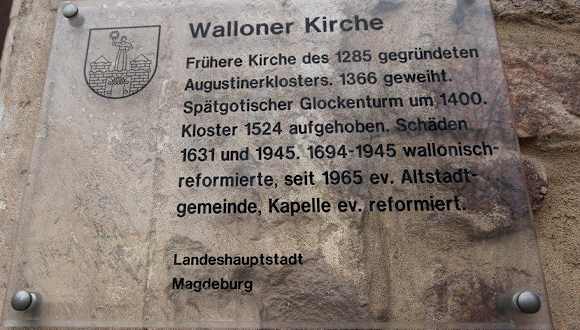 Walloner Kirche
Frühere Kirche des 1285 gegründeten
Augustinerklosters. 1366 geweiht.
Spätgotischer Glockenturm um 1400.
Kloster 1524 aufgehoben. Schäden
1631 und 1945. 1694-1945 wallonisch-
reformierte, seit 1965 ev. Altstadt-
gemeinde, Kapelle ev. reformiert.
Landeshauptstadt
Magdeburg